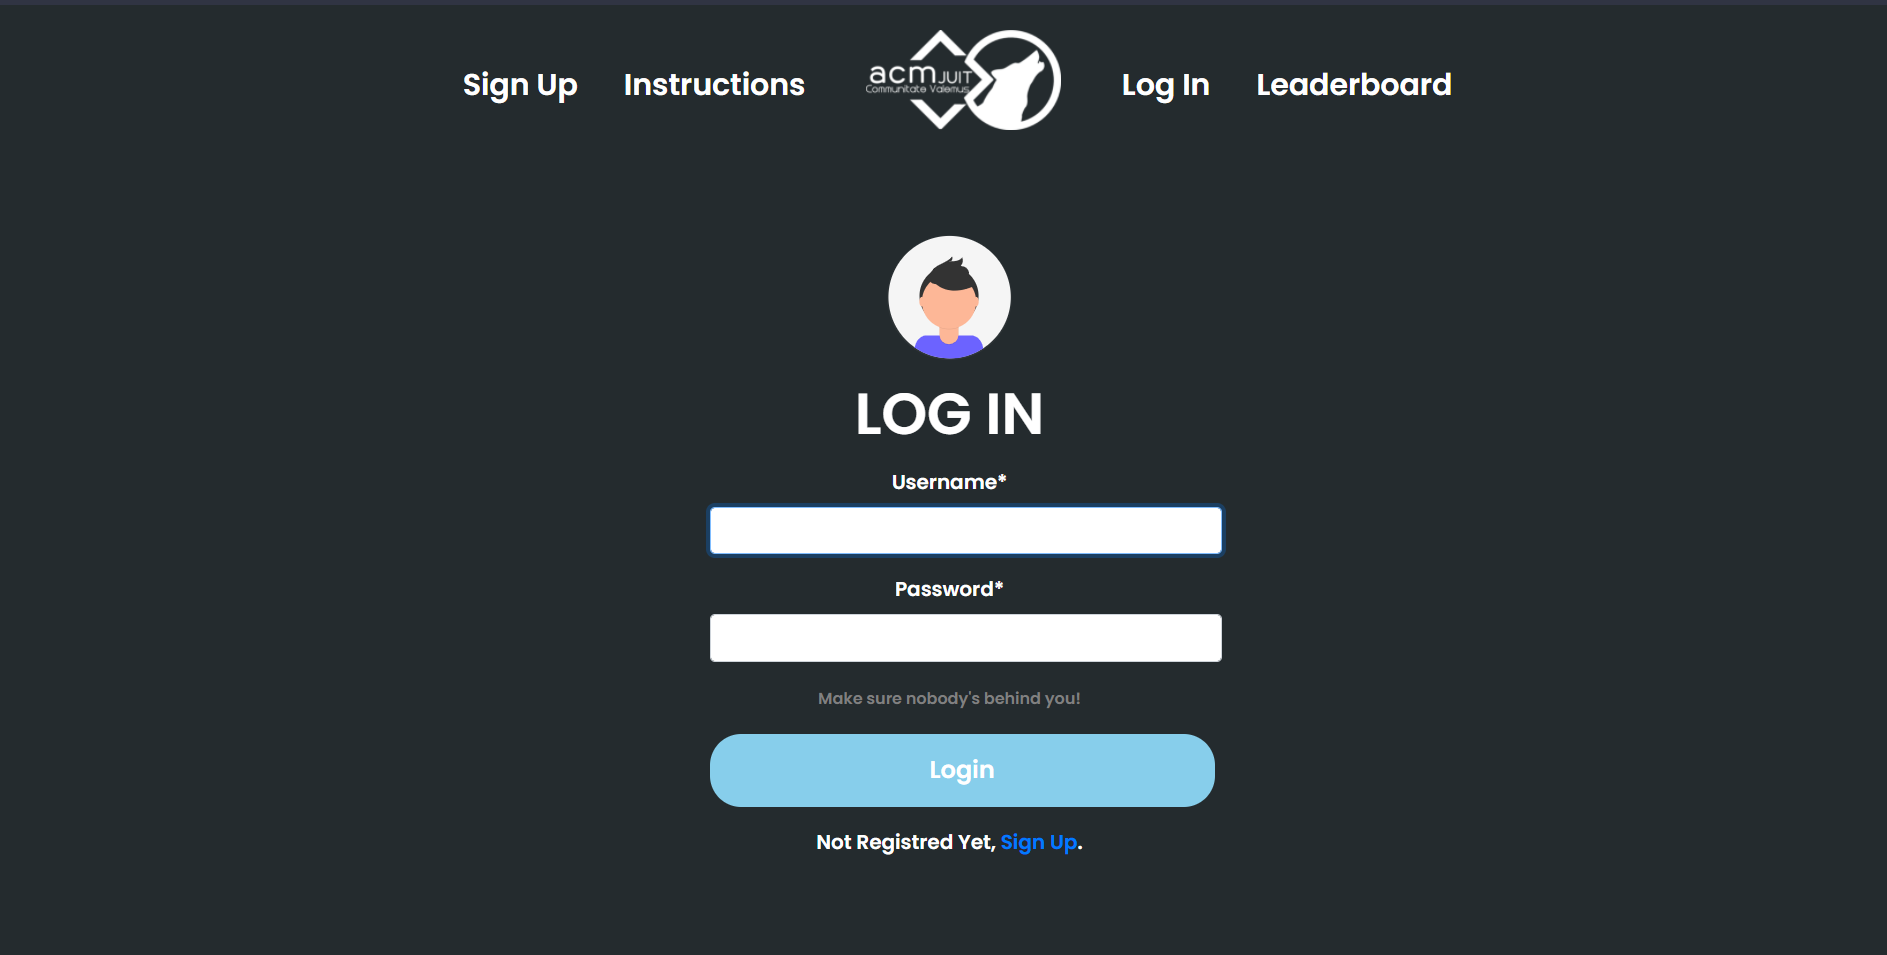 Sign Up Instructions acm JUIT Log In Leaderboard
Communitate Valemus
LOG IN
Username*
Password*
Make sure nobody's behind you!
Login
Not Registred Yet, Sign Up.